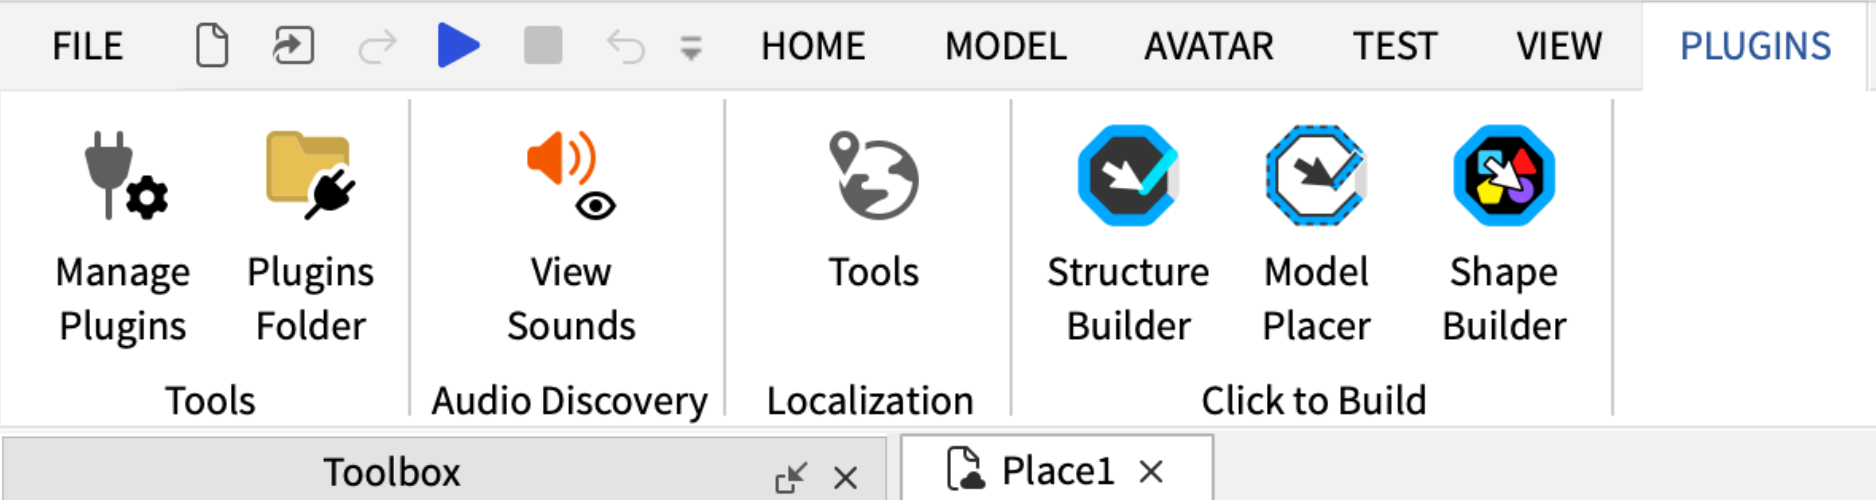 FILE HOME MODEL AVATAR TEST VIEW PLUGINS
Manage Plugins View Tools Structure Model Shape
Plugins Folder Sounds Builder Placer Builder
Tools Audio Discovery Localization Click to Build
Toolbox Place1